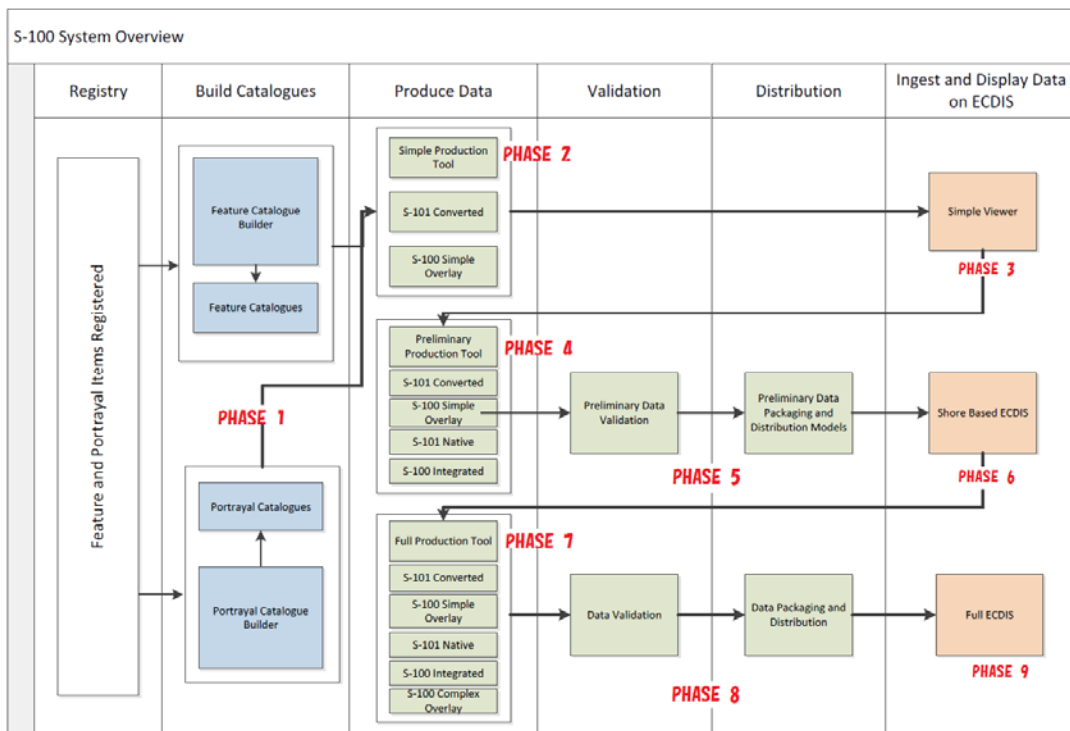 S-100 System Overview
Registry
Build Catalogues
Produce Data
Validation
Distribution
Ingest and Display Data
on ECDIS
Feature and Portrayal Items Registered
Feature Catalogue
Builder
Feature Catalogues
PHASE 1
Portrayal Catalogues
Portrayal Catalogue
Builder
Simple Production
Tool
PHASE 2
S-101 Converted
S-100 Simple
Overlay
Simple Viewer
PHASE 3
Preliminary
Production Tool
PHASE 4
S-101 Converted
S-100 Simple
Overlay
S-101 Native
S-100 Integrated
Preliminary Data
Validation
Preliminary Data
Packaging and
Distribution Models
PHASE 5
Shore Based ECDIS
PHASE 6
Full Production Tool
PHASE 7
S-101 Converted
S-100 Simple
Overlay
S-101 Native
S-100 Integrated
S-100 Complex
Overlay
Data Validation
Data Packaging and
Distribution
PHASE 8
Full ECDIS
PHASE 9